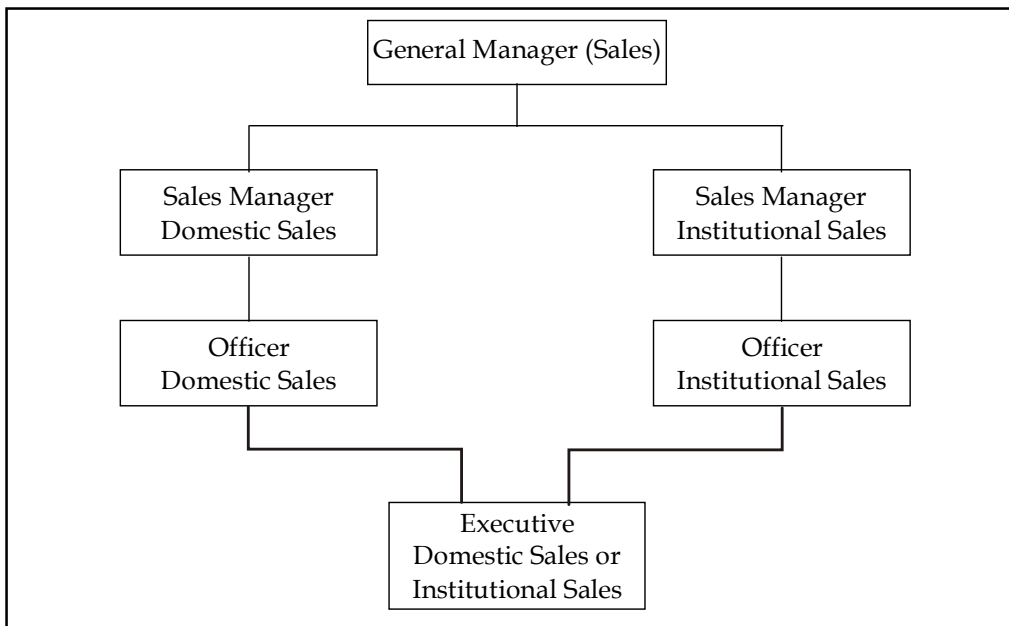 General Manager (Sales)
Sales Manager
Domestic Sales
Sales Manager
Institutional Sales
Officer
Domestic Sales
Officer
Institutional Sales
Executive
Domestic Sales or
Institutional Sales